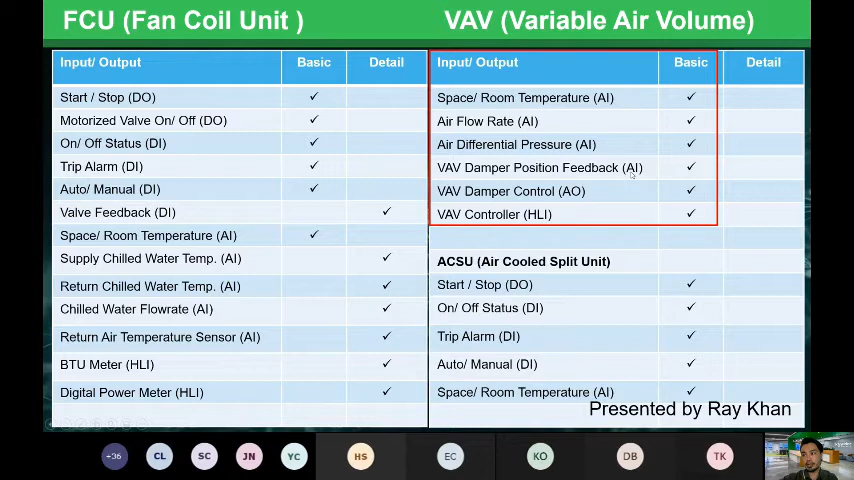 FCU (Fan Coil Unit )
VAV (Variable Air Volume)
Input/ Output Basic Detail
Start / Stop (DO) ✓
Motorized Valve On/ Off (DO) ✓
On/ Off Status (DI) ✓
Trip Alarm (DI) ✓
Auto/ Manual (DI) ✓
Valve Feedback (DI) ✓
Space/ Room Temperature (AI) ✓
Supply Chilled Water Temp. (AI) ✓
Return Chilled Water Temp. (AI) ✓
Chilled Water Flowrate (AI) ✓
Return Air Temperature Sensor (AI) ✓
BTU Meter (HLI) ✓
Digital Power Meter (HLI) ✓
Input/ Output Basic Detail
Space/ Room Temperature (AI) ✓
Air Flow Rate (AI) ✓
Air Differential Pressure (AI) ✓
VAV Damper Position Feedback (AI) ✓
VAV Damper Control (AO) ✓
VAV Controller (HLI) ✓
ACSU (Air Cooled Split Unit)
Start / Stop (DO) ✓
On/ Off Status (DI) ✓
Trip Alarm (DI) ✓
Auto/ Manual (DI) ✓
Space/ Room Temperature (AI) ✓
Presented by Ray Khan
+36 CL SC JN YC HS EC KO DB TK